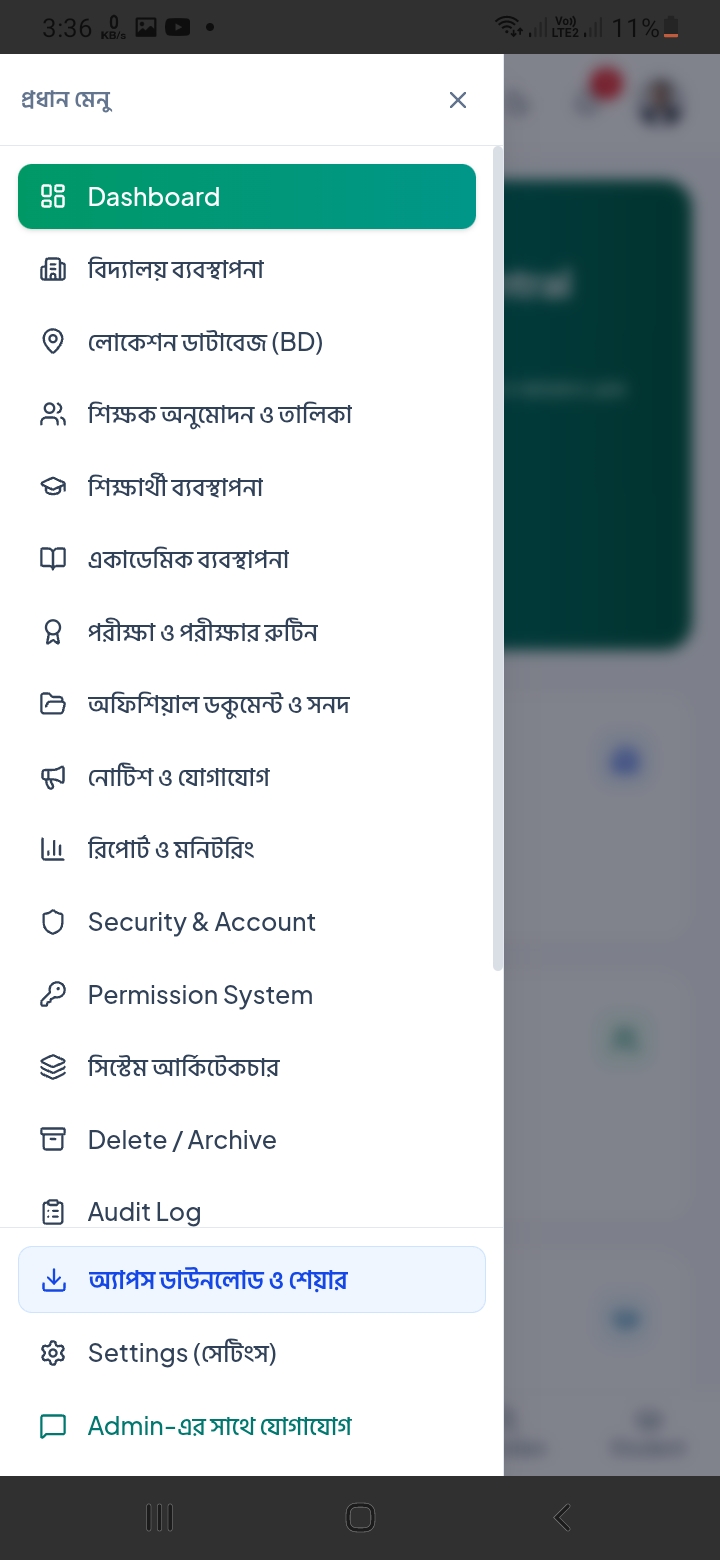 3:36 0 KB/s Vo)) LTE2 11%
প্রধান মেনু
Dashboard
বিদ্যালয় ব্যবস্থাপনা
লোকেশন ডাটাবেজ (BD)
শিক্ষক অনুমোদন ও তালিকা
শিক্ষার্থী ব্যবস্থাপনা
একাডেমিক ব্যবস্থাপনা
পরীক্ষা ও পরীক্ষার রুটিন
অফিশিয়াল ডকুমেন্ট ও সনদ
নোটিশ ও যোগাযোগ
রিপোর্ট ও মনিটরিং
Security & Account
Permission System
সিস্টেম আর্কিটেকচার
Delete / Archive
Audit Log
অ্যাপস ডাউনলোড ও শেয়ার
Settings (সেটিংস)
Admin-এর সাথে যোগাযোগ